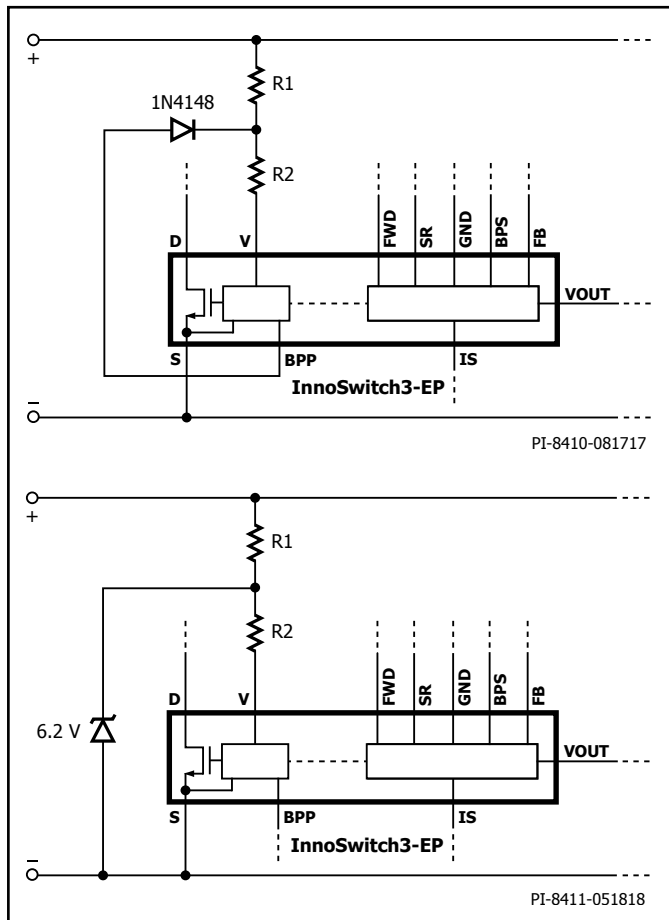 +
R1
1N4148
R2
D
V
FWD
SR
GND
BPS
FB
VOUT
S
BPP
IS
InnoSwitch3-EP
–
PI-8410-081717
+
R1
R2
D
V
FWD
SR
GND
BPS
FB
6.2 V
VOUT
S
BPP
IS
InnoSwitch3-EP
–
PI-8411-051818